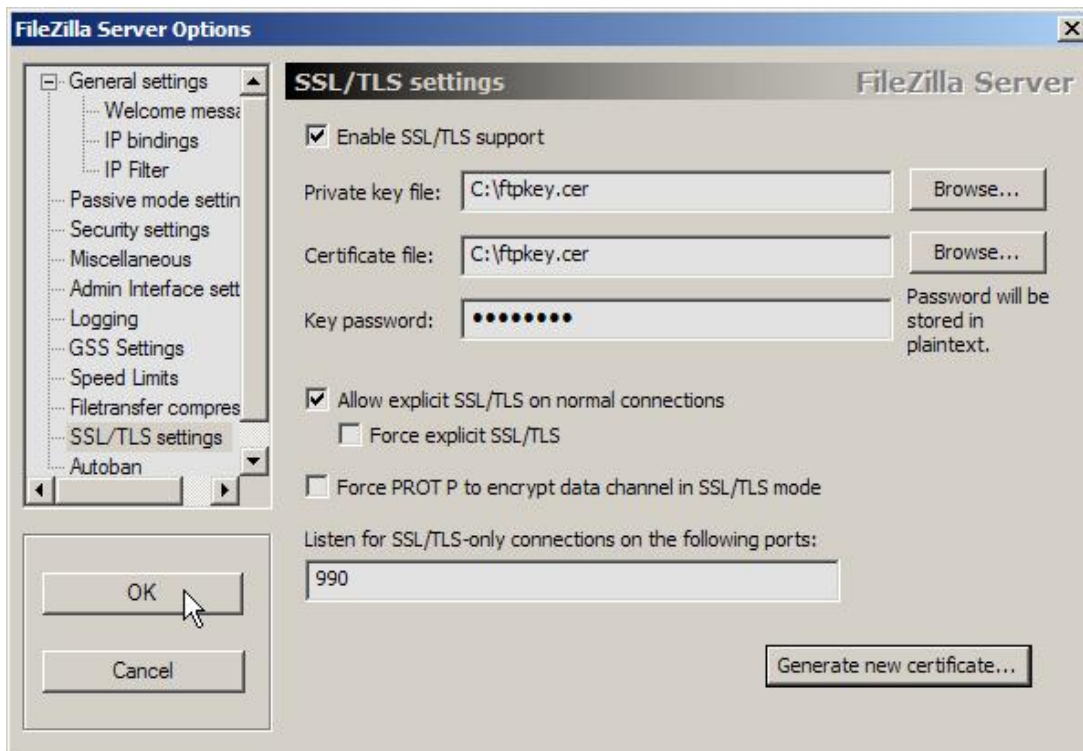 FileZilla Server Options
General settings
Welcome messa
IP bindings
IP Filter
Passive mode settin
Security settings
Miscellaneous
Admin Interface sett
Logging
GSS Settings
Speed Limits
Filetransfer compres
SSL/TLS settings
Autoban
OK
Cancel
SSL/TLS settings FileZilla Server
Enable SSL/TLS support
Private key file: C:\ftpkey.cer Browse...
Certificate file: C:\ftpkey.cer Browse...
Key password: ●●●●●●●● Password will be
stored in
plaintext.
Allow explicit SSL/TLS on normal connections
Force explicit SSL/TLS
Force PROT P to encrypt data channel in SSL/TLS mode
Listen for SSL/TLS-only connections on the following ports:
990
Generate new certificate...